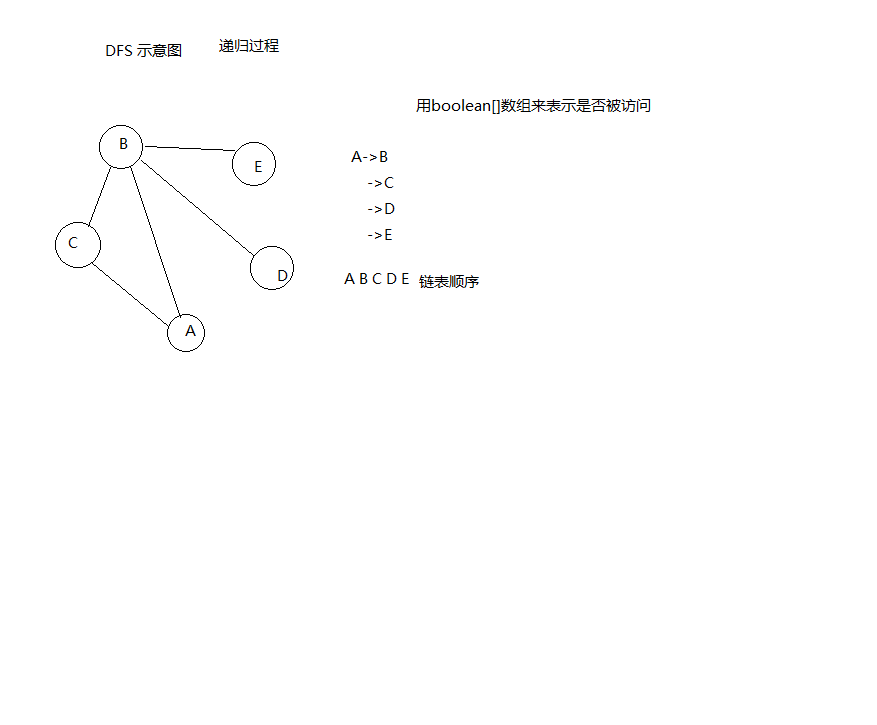 DFS 示意图
递归过程
用boolean[]数组来表示是否被访问
B
E
C
D
A
A->B
->C
->D
->E
A B C D E 链表顺序